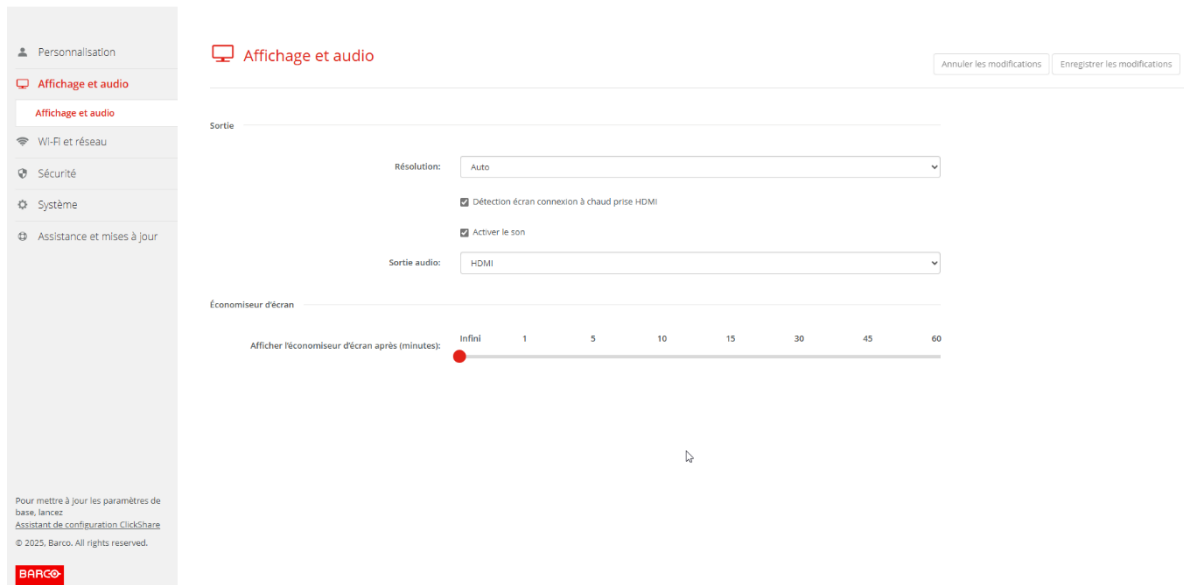 Personnalisation
Affichage et audio
Affichage et audio
Wi-Fi et réseau
Sécurité
Système
Assistance et mises à jour
Pour mettre à jour les paramètres de
base, lancez
Assistant de configuration ClickShare
© 2025, Barco. All rights reserved.
BARCO
Affichage et audio
Annuler les modifications
Enregistrer les modifications
Sortie
Résolution: Auto
Détection écran connexion à chaud prise HDMI
Activer le son
Sortie audio: HDMI
Économiseur d'écran
Infini 1 5 10 15 30 45 60
Afficher l'économiseur d'écran après (minutes):